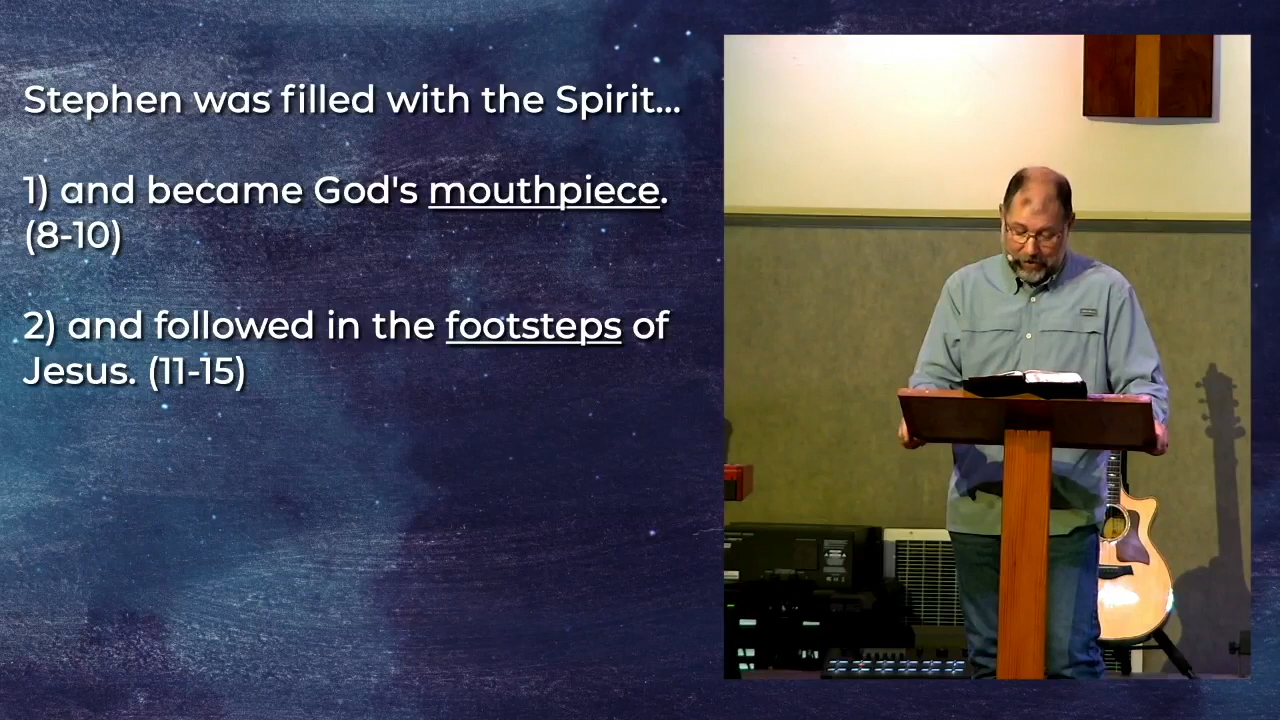 Stephen was filled with the Spirit...
1) and became God's mouthpiece.
(8-10)
2) and followed in the footsteps of
Jesus. (11-15)